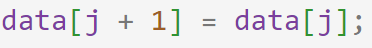 data[j + 1] = data[j];